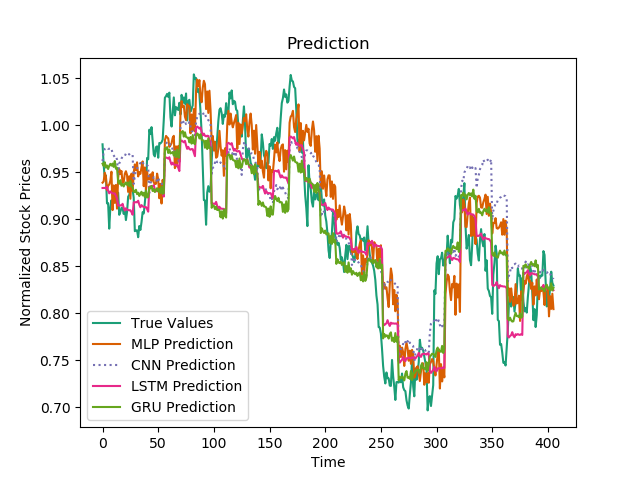 Prediction
Normalized Stock Prices
1.05
1.00
0.95
0.90
0.85
0.80
0.75
0.70
True Values
MLP Prediction
CNN Prediction
LSTM Prediction
GRU Prediction
0 50 100 150 200 250 300 350 400
Time